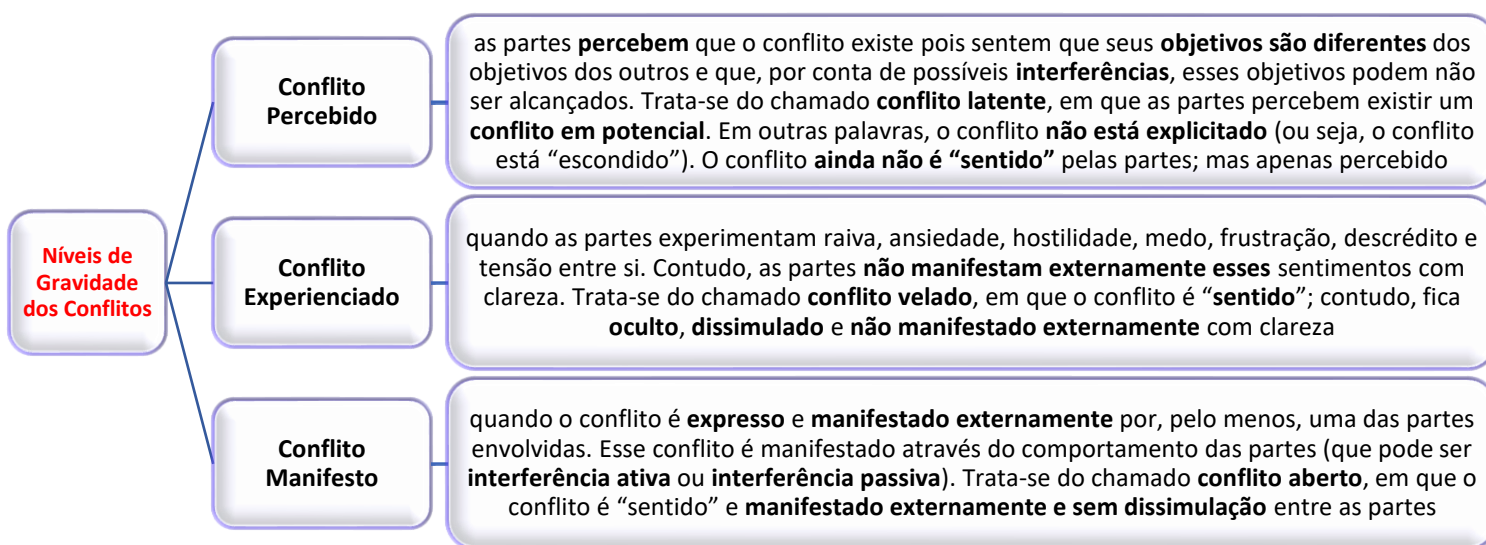 Níveis de
Gravidade
dos Conflitos
Conflito
Percebido
as partes percebem que o conflito existe pois sentem que seus objetivos são diferentes dos
objetivos dos outros e que, por conta de possíveis interferências, esses objetivos podem não
ser alcançados. Trata-se do chamado conflito latente, em que as partes percebem existir um
conflito em potencial. Em outras palavras, o conflito não está explicitado (ou seja, o conflito
está “escondido”). O conflito ainda não é “sentido” pelas partes; mas apenas percebido
Conflito
Experienciado
quando as partes experimentam raiva, ansiedade, hostilidade, medo, frustração, descrédito e
tensão entre si. Contudo, as partes não manifestam externamente esses sentimentos com
clareza. Trata-se do chamado conflito velado, em que o conflito é “sentido”; contudo, fica
oculto, dissimulado e não manifestado externamente com clareza
Conflito
Manifesto
quando o conflito é expresso e manifestado externamente por, pelo menos, uma das partes
envolvidas. Esse conflito é manifestado através do comportamento das partes (que pode ser
interferência ativa ou interferência passiva). Trata-se do chamado conflito aberto, em que o
conflito é “sentido” e manifestado externamente e sem dissimulação entre as partes